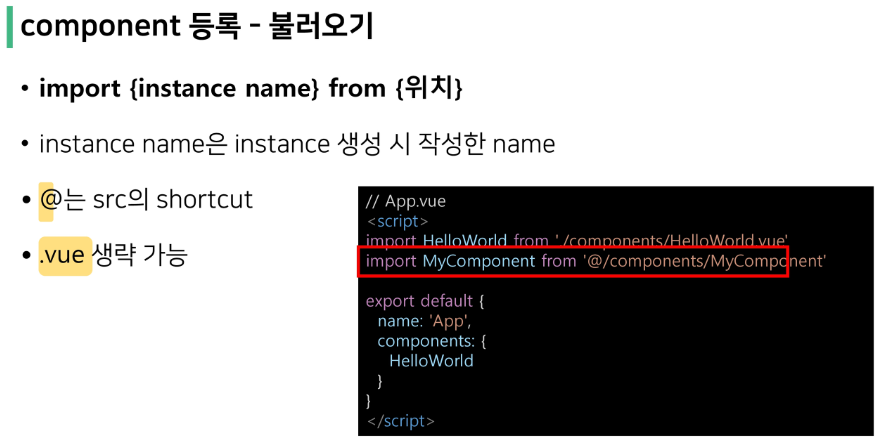 component 등록 - 불러오기
• import {instance name} from {위치}
• instance name은 instance 생성 시 작성한 name
• @는 src의 shortcut
• .vue 생략 가능
// App.vue
<script>
import HelloWorld from './components/HelloWorld.vue'
import MyComponent from '@/components/MyComponent'
export default {
name: 'App',
components: {
HelloWorld
}
}
</script>